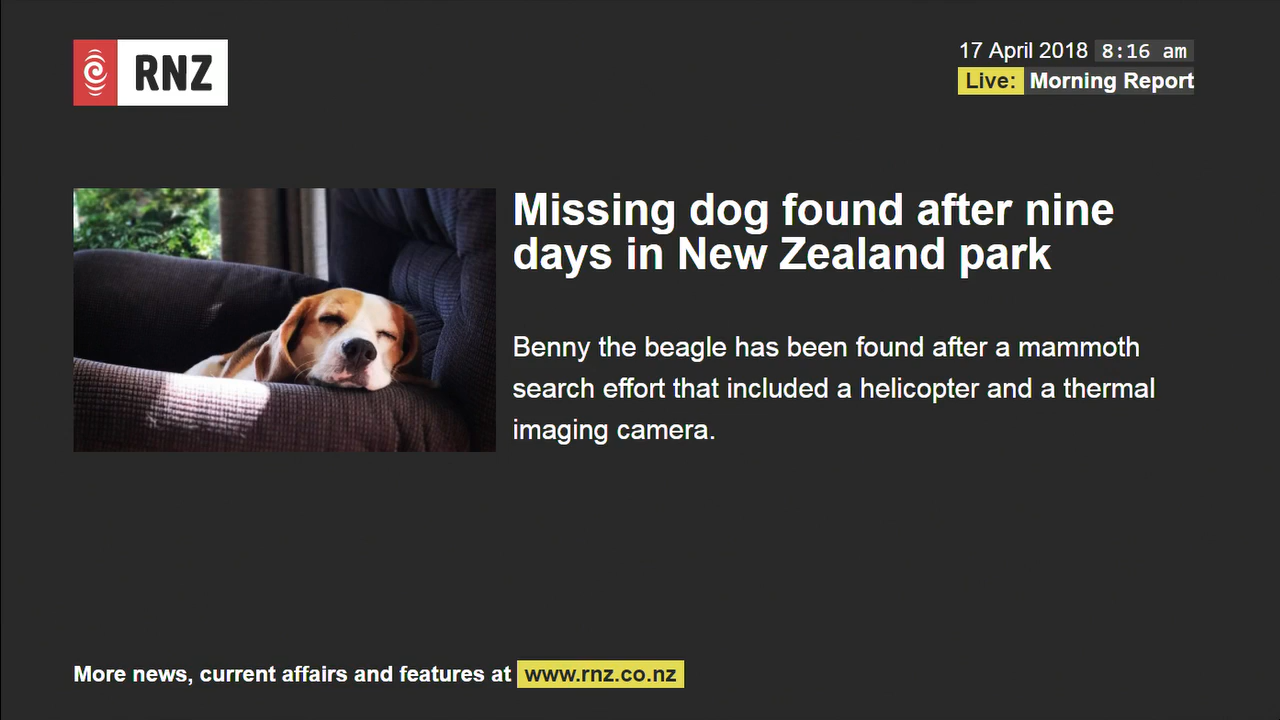 RNZ
17 April 2018 8:16 am
Live: Morning Report
Missing dog found after nine
days in New Zealand park
Benny the beagle has been found after a mammoth
search effort that included a helicopter and a thermal
imaging camera.
More news, current affairs and features at www.rnz.co.nz